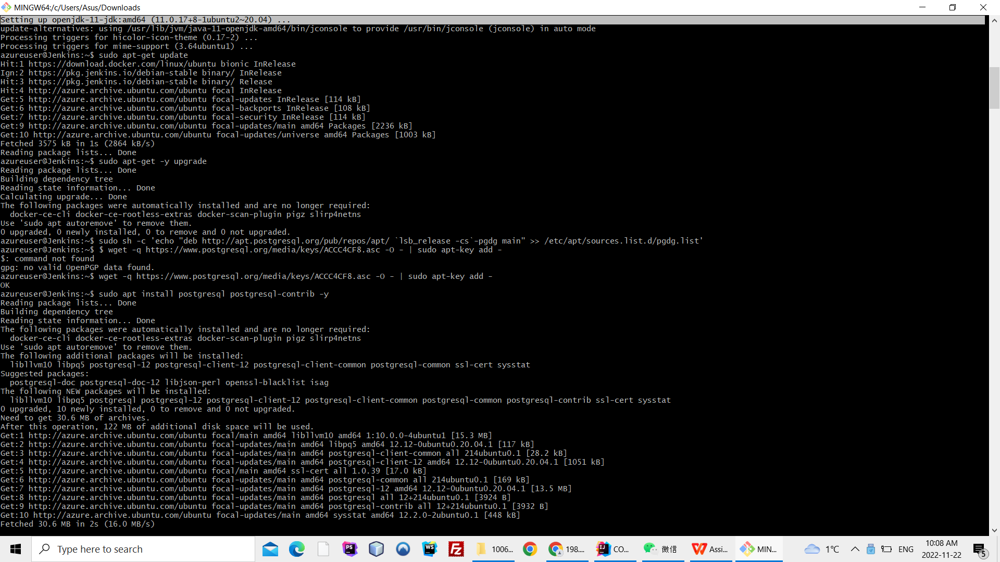 MINGW64:/c/Users/Asus/Downloads
Setting up openjdk-11-jdk:amd64 (11.0.17+8-1ubuntu2~20.04) ...
update-alternatives: using /usr/lib/jvm/java-11-openjdk-amd64/bin/jconsole to provide /usr/bin/jconsole (jconsole) in auto mode
Processing triggers for hicolor-icon-theme (0.17-2) ...
Processing triggers for mime-support (3.64ubuntu1) ...
azureuser@Jenkins:~$ sudo apt-get update
Hit:1 https://download.docker.com/linux/ubuntu bionic InRelease
Ign:2 https://pkg.jenkins.io/debian-stable binary/ InRelease
Hit:3 https://pkg.jenkins.io/debian-stable binary/ Release
Hit:4 http://azure.archive.ubuntu.com/ubuntu focal InRelease
Get:5 http://azure.archive.ubuntu.com/ubuntu focal-updates InRelease [114 kB]
Get:6 http://azure.archive.ubuntu.com/ubuntu focal-backports InRelease [108 kB]
Get:7 http://azure.archive.ubuntu.com/ubuntu focal-security InRelease [114 kB]
Get:9 http://azure.archive.ubuntu.com/ubuntu focal-updates/main amd64 Packages [2236 kB]
Get:10 http://azure.archive.ubuntu.com/ubuntu focal-updates/universe amd64 Packages [1003 kB]
Fetched 3575 kB in 1s (2864 kB/s)
Reading package lists... Done
azureuser@Jenkins:~$ sudo apt-get -y upgrade
Reading package lists... Done
Building dependency tree
Reading state information... Done
Calculating upgrade... Done
The following packages were automatically installed and are no longer required:
  docker-ce-cli docker-ce-rootless-extras docker-scan-plugin pigz slirp4netns
Use 'sudo apt autoremove' to remove them.
0 upgraded, 0 newly installed, 0 to remove and 0 not upgraded.
azureuser@Jenkins:~$ sudo sh -c 'echo "deb http://apt.postgresql.org/pub/repos/apt/ `lsb_release -cs`-pgdg main" >> /etc/apt/sources.list.d/pgdg.list'
azureuser@Jenkins:~$ $ wget -q https://www.postgresql.org/media/keys/ACCC4CF8.asc -O - | sudo apt-key add -
$: command not found
gpg: no valid OpenPGP data found.
azureuser@Jenkins:~$ wget -q https://www.postgresql.org/media/keys/ACCC4CF8.asc -O - | sudo apt-key add -
OK
azureuser@Jenkins:~$ sudo apt install postgresql postgresql-contrib -y
Reading package lists... Done
Building dependency tree
Reading state information... Done
The following packages were automatically installed and are no longer required:
  docker-ce-cli docker-ce-rootless-extras docker-scan-plugin pigz slirp4netns
Use 'sudo apt autoremove' to remove them.
The following additional packages will be installed:
  libllvm10 libpq5 postgresql-12 postgresql-client-12 postgresql-client-common postgresql-common ssl-cert sysstat
Suggested packages:
  postgresql-doc postgresql-doc-12 libjson-perl openssl-blacklist isag
The following NEW packages will be installed:
  libllvm10 libpq5 postgresql postgresql-12 postgresql-client-12 postgresql-client-common postgresql-common postgresql-contrib ssl-cert sysstat
0 upgraded, 10 newly installed, 0 to remove and 0 not upgraded.
Need to get 30.6 MB of archives.
After this operation, 122 MB of additional disk space will be used.
Get:1 http://azure.archive.ubuntu.com/ubuntu focal/main amd64 libllvm10 amd64 1:10.0.0-4ubuntu1 [15.3 MB]
Get:2 http://azure.archive.ubuntu.com/ubuntu focal-updates/main amd64 libpq5 amd64 12.12-0ubuntu0.20.04.1 [117 kB]
Get:3 http://azure.archive.ubuntu.com/ubuntu focal-updates/main amd64 postgresql-client-common all 214ubuntu0.1 [28.2 kB]
Get:4 http://azure.archive.ubuntu.com/ubuntu focal-updates/main amd64 postgresql-client-12 amd64 12.12-0ubuntu0.20.04.1 [1051 kB]
Get:5 http://azure.archive.ubuntu.com/ubuntu focal/main amd64 ssl-cert all 1.0.39 [17.0 kB]
Get:6 http://azure.archive.ubuntu.com/ubuntu focal-updates/main amd64 postgresql-common all 214ubuntu0.1 [169 kB]
Get:7 http://azure.archive.ubuntu.com/ubuntu focal-updates/main amd64 postgresql-12 amd64 12.12-0ubuntu0.20.04.1 [13.5 MB]
Get:8 http://azure.archive.ubuntu.com/ubuntu focal-updates/main amd64 postgresql all 12+214ubuntu0.1 [3924 B]
Get:9 http://azure.archive.ubuntu.com/ubuntu focal-updates/main amd64 postgresql-contrib all 12+214ubuntu0.1 [3932 B]
Get:10 http://azure.archive.ubuntu.com/ubuntu focal-updates/main amd64 sysstat amd64 12.2.0-2ubuntu0.1 [448 kB]
Fetched 30.6 MB in 2s (16.0 MB/s)
Type here to search
PS
WS
FZ
1006...
198....
IJ
CO...
微信
Assi...
MIN...
1°C
ENG
10:08 AM
2022-11-22
5